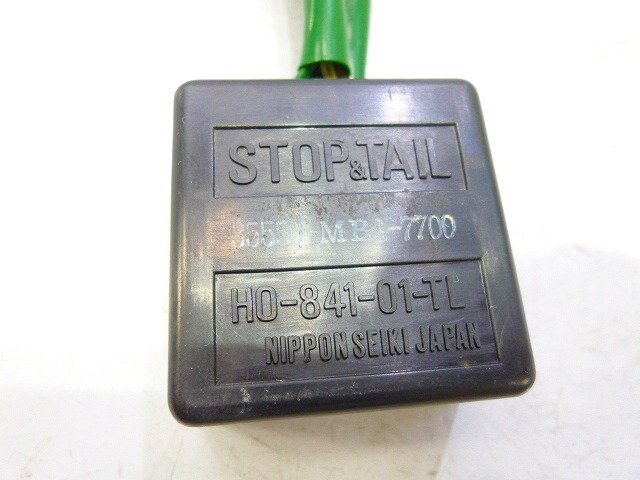 STOP&TAIL
HO-841-01-TL
NIPPON SEIKI JAPAN